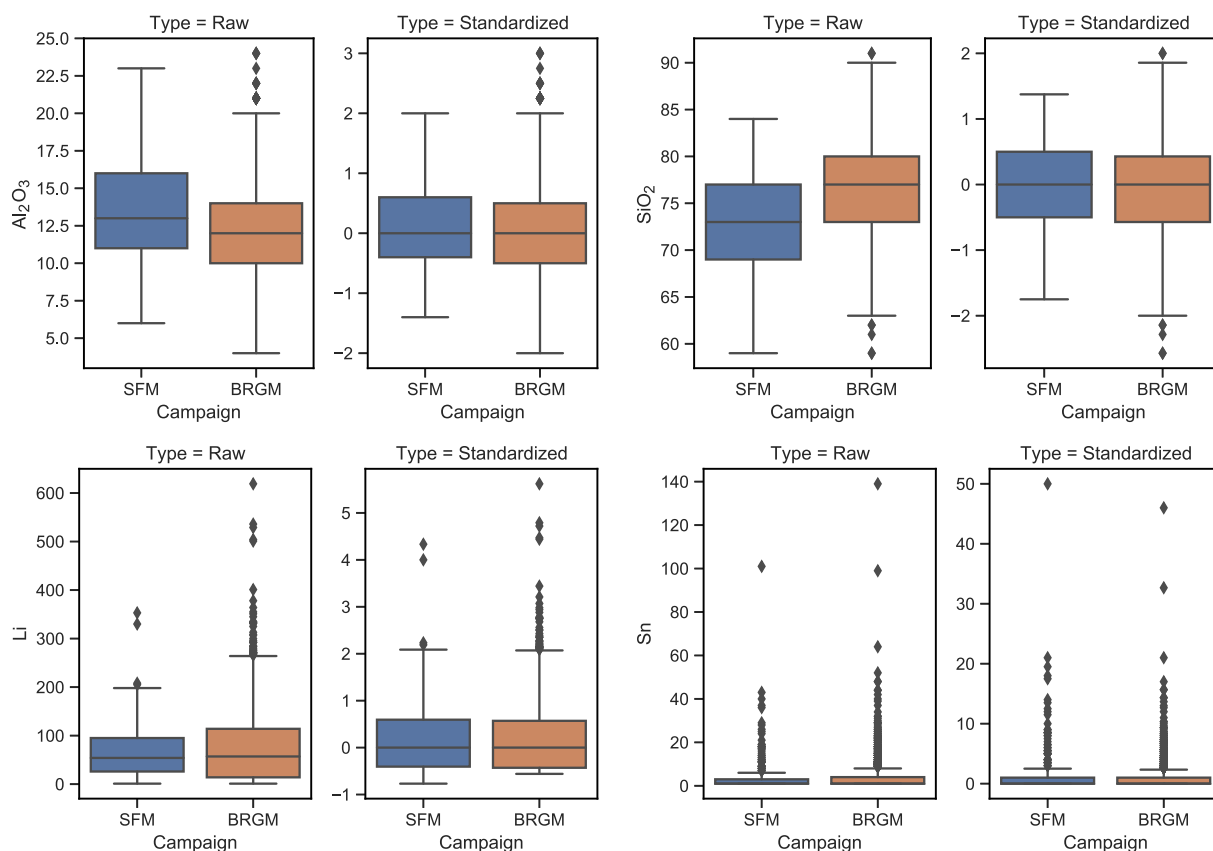 Type = Raw
Type = Standardized
Type = Raw
Type = Standardized
Al₂O₃
25.0
22.5
20.0
17.5
15.0
12.5
10.0
7.5
5.0
3
2
1
0
−1
−2
SiO₂
90
85
80
75
70
65
60
2
1
0
−1
−2
SFM BRGM
SFM BRGM
SFM BRGM
SFM BRGM
Campaign
Campaign
Campaign
Campaign
Type = Raw
Type = Standardized
Type = Raw
Type = Standardized
Li
600
500
400
300
200
100
0
5
4
3
2
1
0
−1
Sn
140
120
100
80
60
40
20
0
50
40
30
20
10
0
SFM BRGM
SFM BRGM
SFM BRGM
SFM BRGM
Campaign
Campaign
Campaign
Campaign